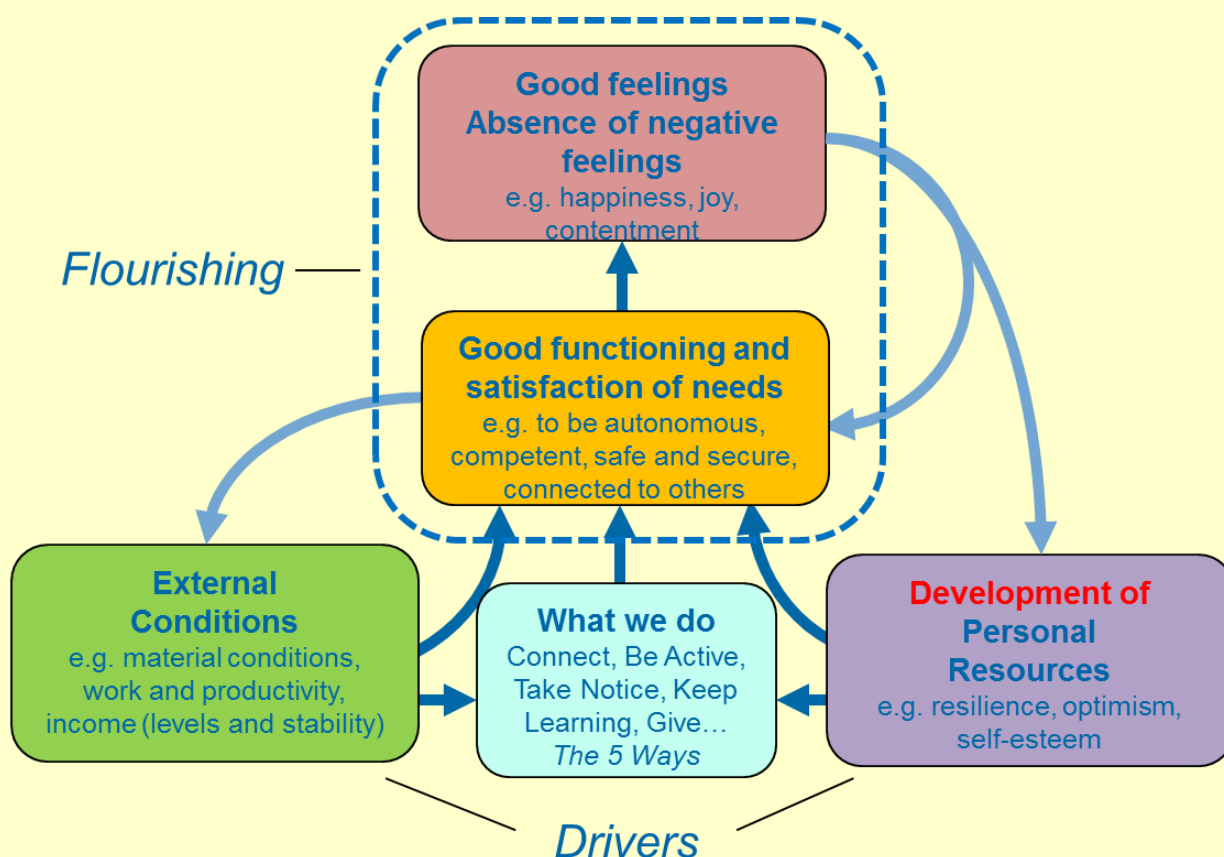 Good feelings
Absence of negative
feelings
e.g. happiness, joy,
contentment
Flourishing
Good functioning and
satisfaction of needs
e.g. to be autonomous,
competent, safe and secure,
connected to others
External
Conditions
e.g. material conditions,
work and productivity,
income (levels and stability)
What we do
Connect, Be Active,
Take Notice, Keep
Learning, Give…
The 5 Ways
Development of
Personal
Resources
e.g. resilience, optimism,
self-esteem
Drivers